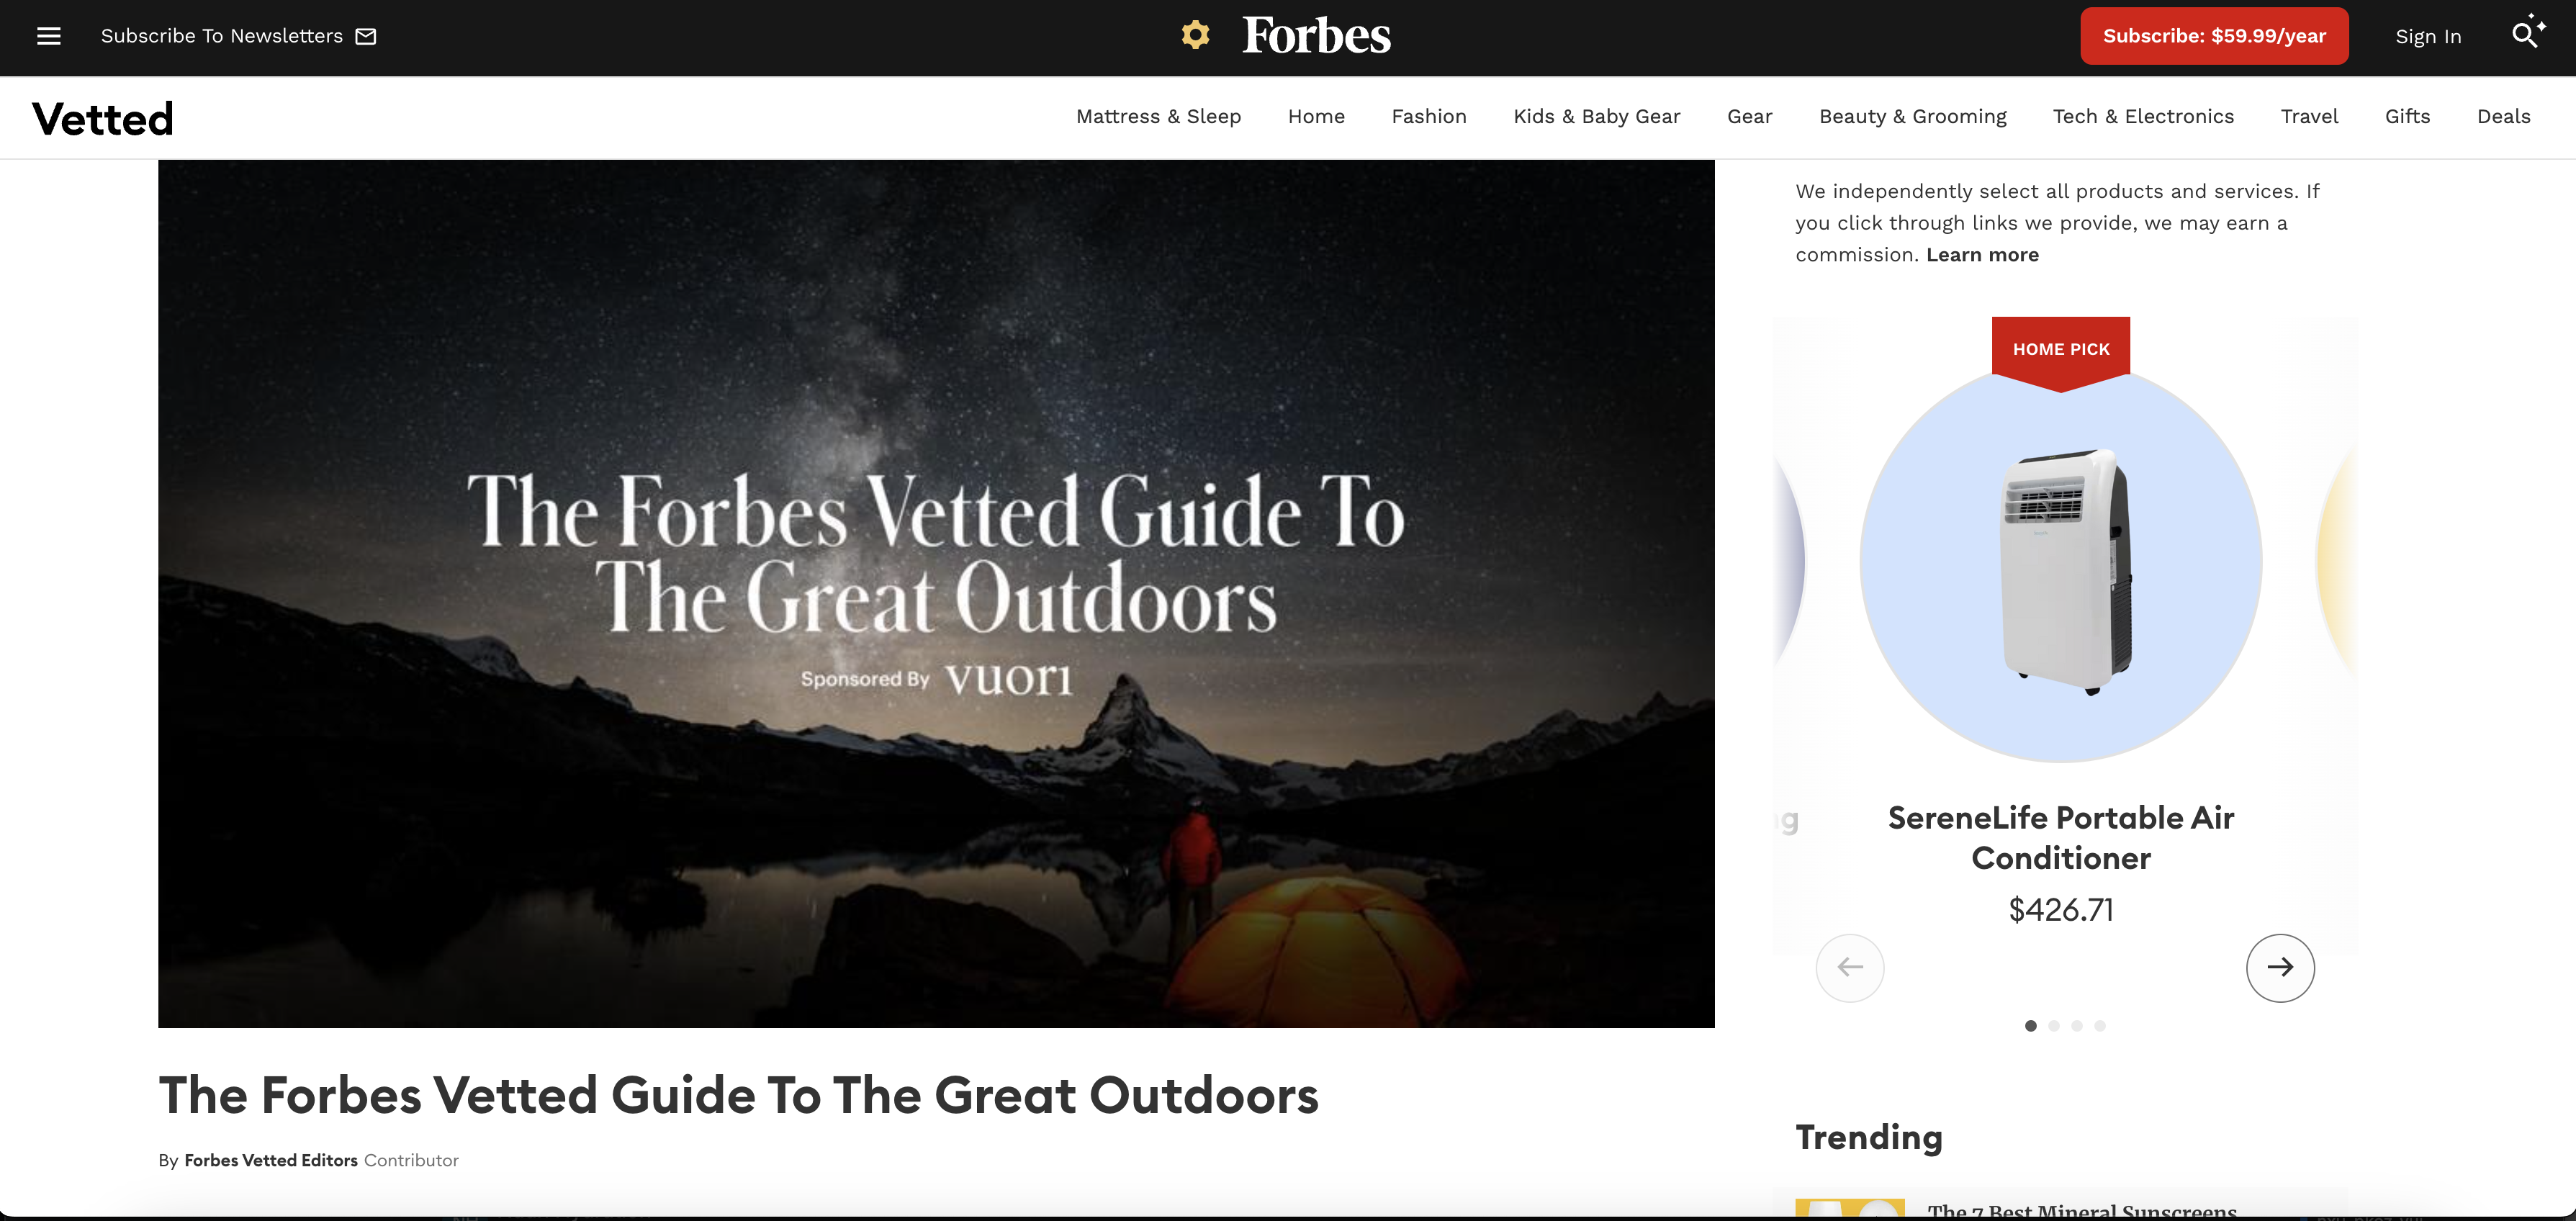 Subscribe To Newsletters
Forbes
Subscribe: $59.99/year
Sign In
Vetted
Mattress & Sleep
Home
Fashion
Kids & Baby Gear
Gear
Beauty & Grooming
Tech & Electronics
Travel
Gifts
Deals
The Forbes Vetted Guide To
The Great Outdoors
Sponsored By vuori
The Forbes Vetted Guide To The Great Outdoors
By Forbes Vetted Editors Contributor
We independently select all products and services. If
you click through links we provide, we may earn a
commission. Learn more
HOME PICK
SereneLife Portable Air
Conditioner
$426.71
Trending
The 7 Best Mineral Sunscreens